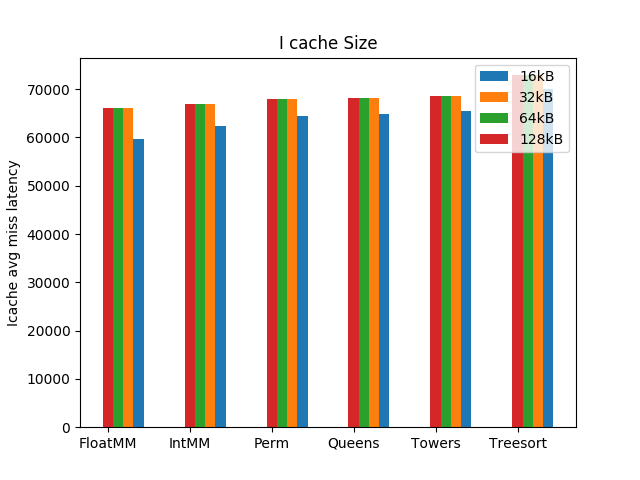 I cache Size
Icache avg miss latency
70000
60000
50000
40000
30000
20000
10000
0
16kB
32kB
64kB
128kB
FloatMM IntMM Perm Queens Towers Treesort